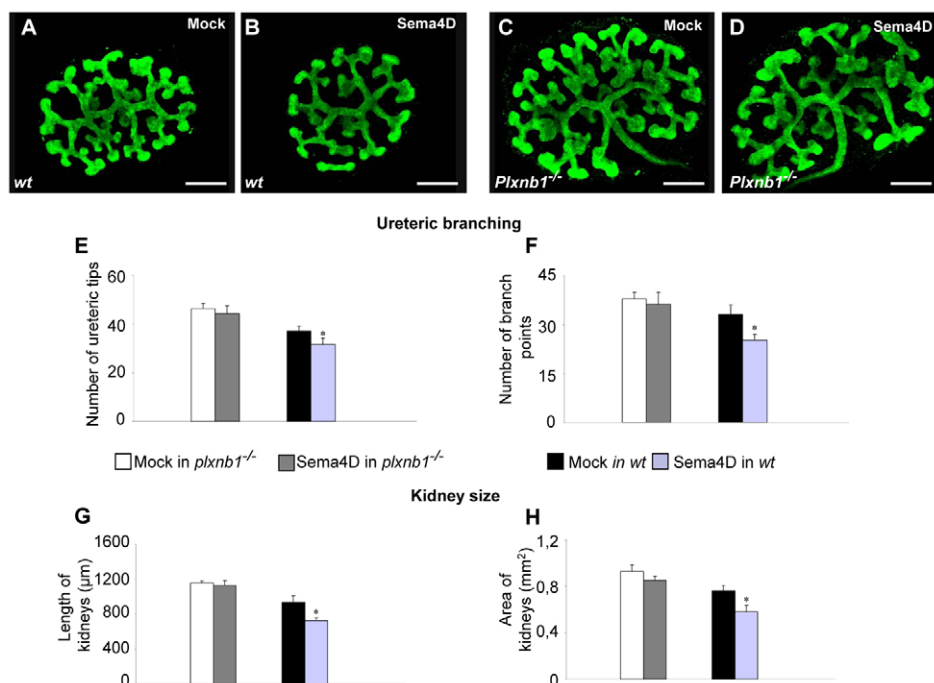 A Mock
B Sema4D
C Mock
D Sema4D
wt
wt
Plxnb1-/-
Plxnb1-/-
Ureteric branching
E
Number of ureteric tips
60
40
20
0
F
Number of branch
points
45
30
15
0
*
*
Mock in plxnb1-/- Sema4D in plxnb1-/- Mock in wt Sema4D in wt
Kidney size
G
Length of
kidneys (µm)
1600
1200
800
400
0
*
H
Area of
kidneys (mm²)
1,2
0,8
0,4
0
*